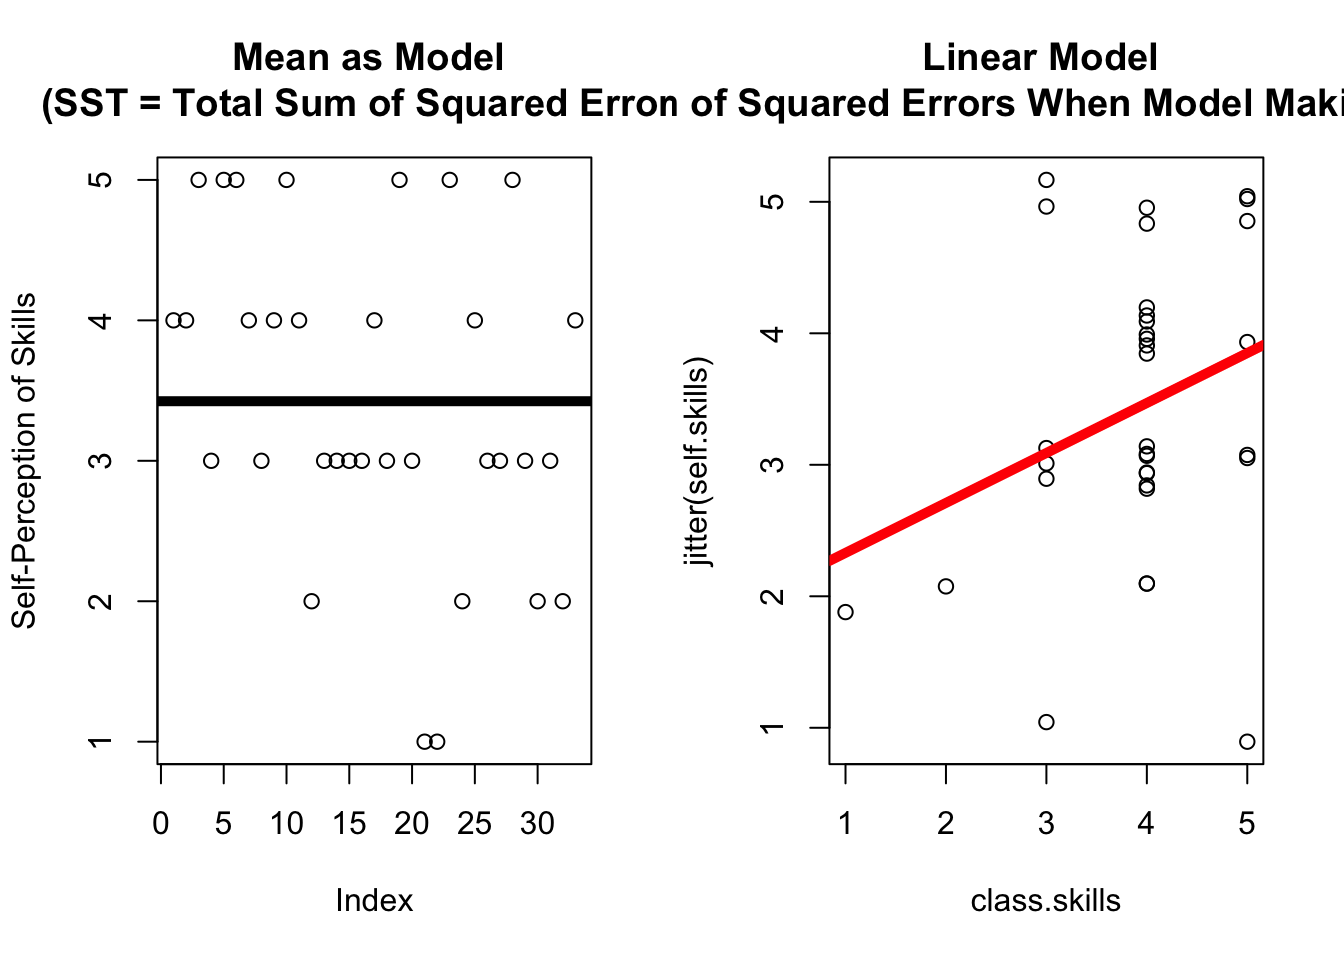 Mean as Model
(SST = Total Sum of Squared Erron of Squared Errors When Model Maki
Linear Model
Self-Perception of Skills
5
4
3
2
1
0 5 10 15 20 25 30
Index
jitter(self.skills)
5
4
3
2
1
1 2 3 4 5
class.skills